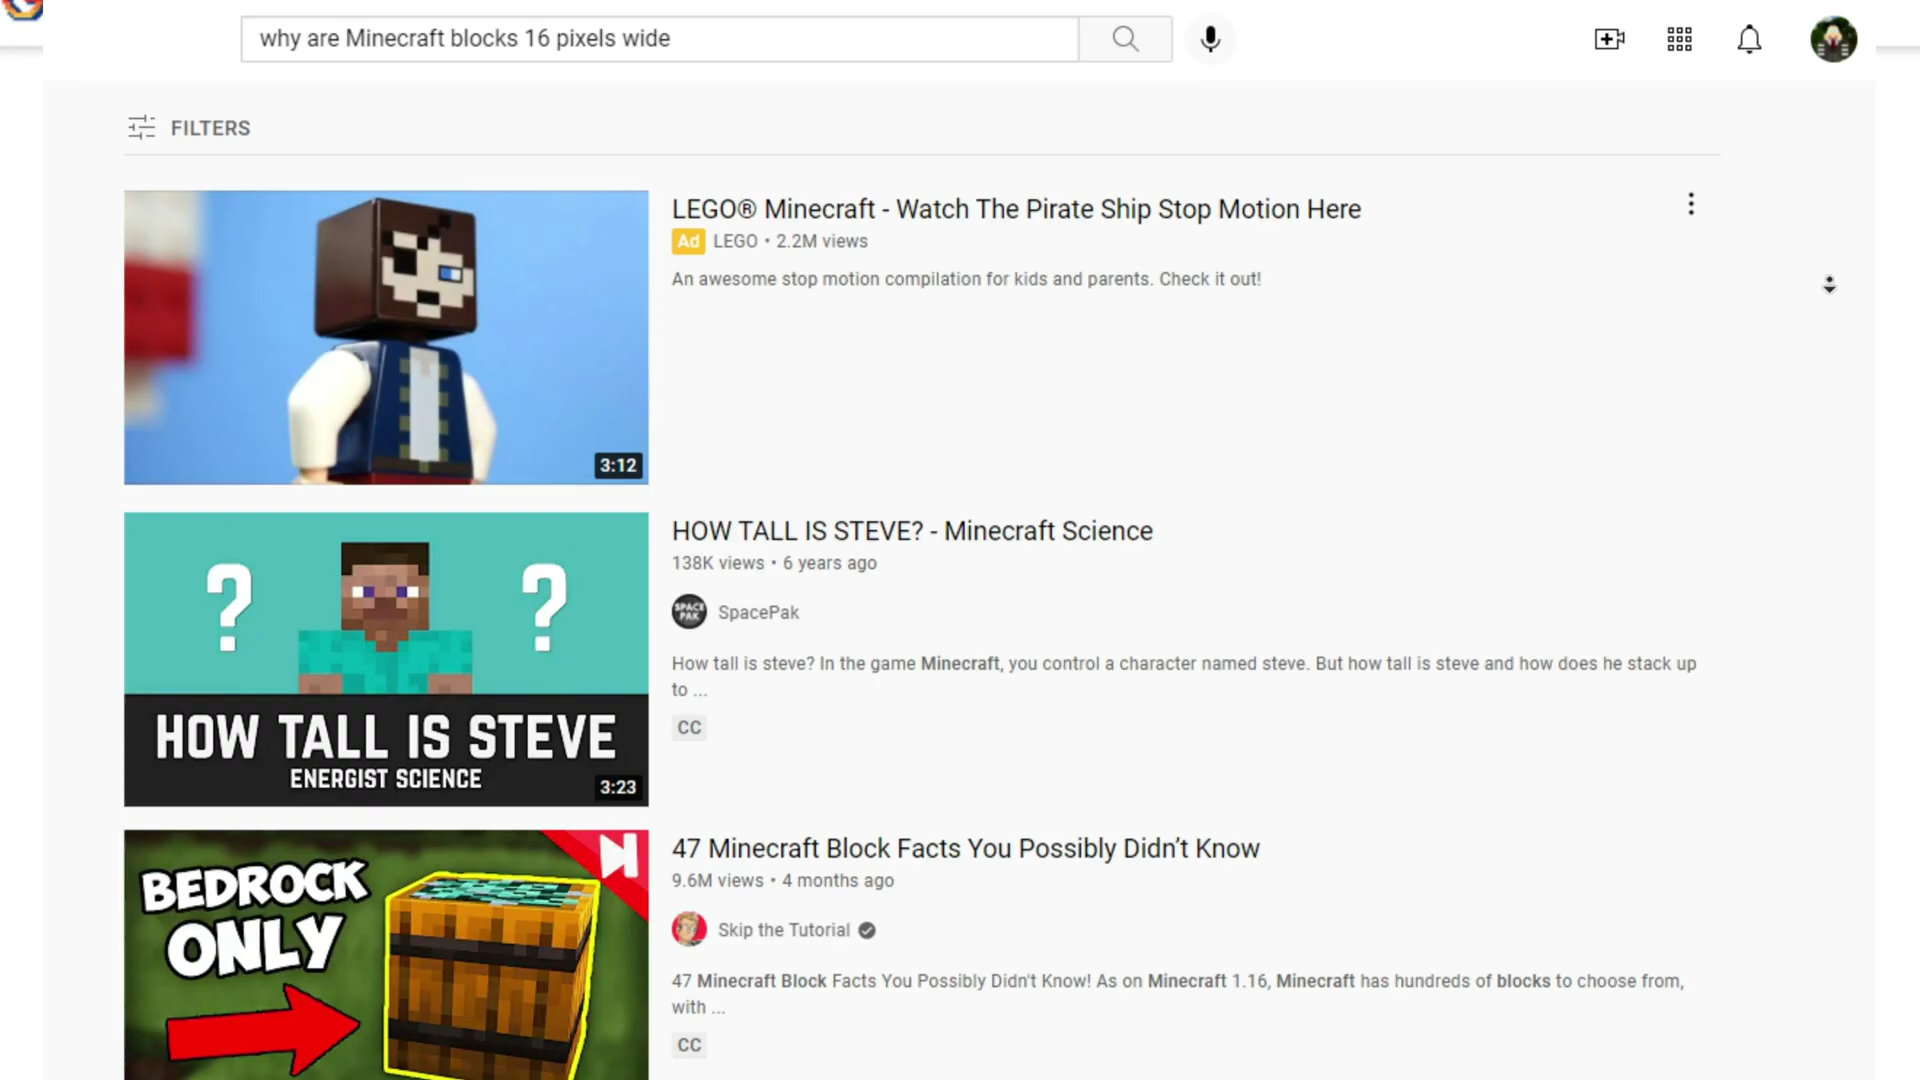 why are Minecraft blocks 16 pixels wide
FILTERS
LEGO® Minecraft - Watch The Pirate Ship Stop Motion Here
Ad LEGO • 2.2M views
An awesome stop motion compilation for kids and parents. Check it out!
3:12
HOW TALL IS STEVE? - Minecraft Science
138K views • 6 years ago
SPACE
PAK
SpacePak
How tall is steve? In the game Minecraft, you control a character named steve. But how tall is steve and how does he stack up
to ...
CC
? ?
HOW TALL IS STEVE
ENERGIST SCIENCE
3:23
47 Minecraft Block Facts You Possibly Didn’t Know
9.6M views • 4 months ago
Skip the Tutorial
47 Minecraft Block Facts You Possibly Didn't Know! As on Minecraft 1.16, Minecraft has hundreds of blocks to choose from,
with ...
CC
BEDROCK
ONLY